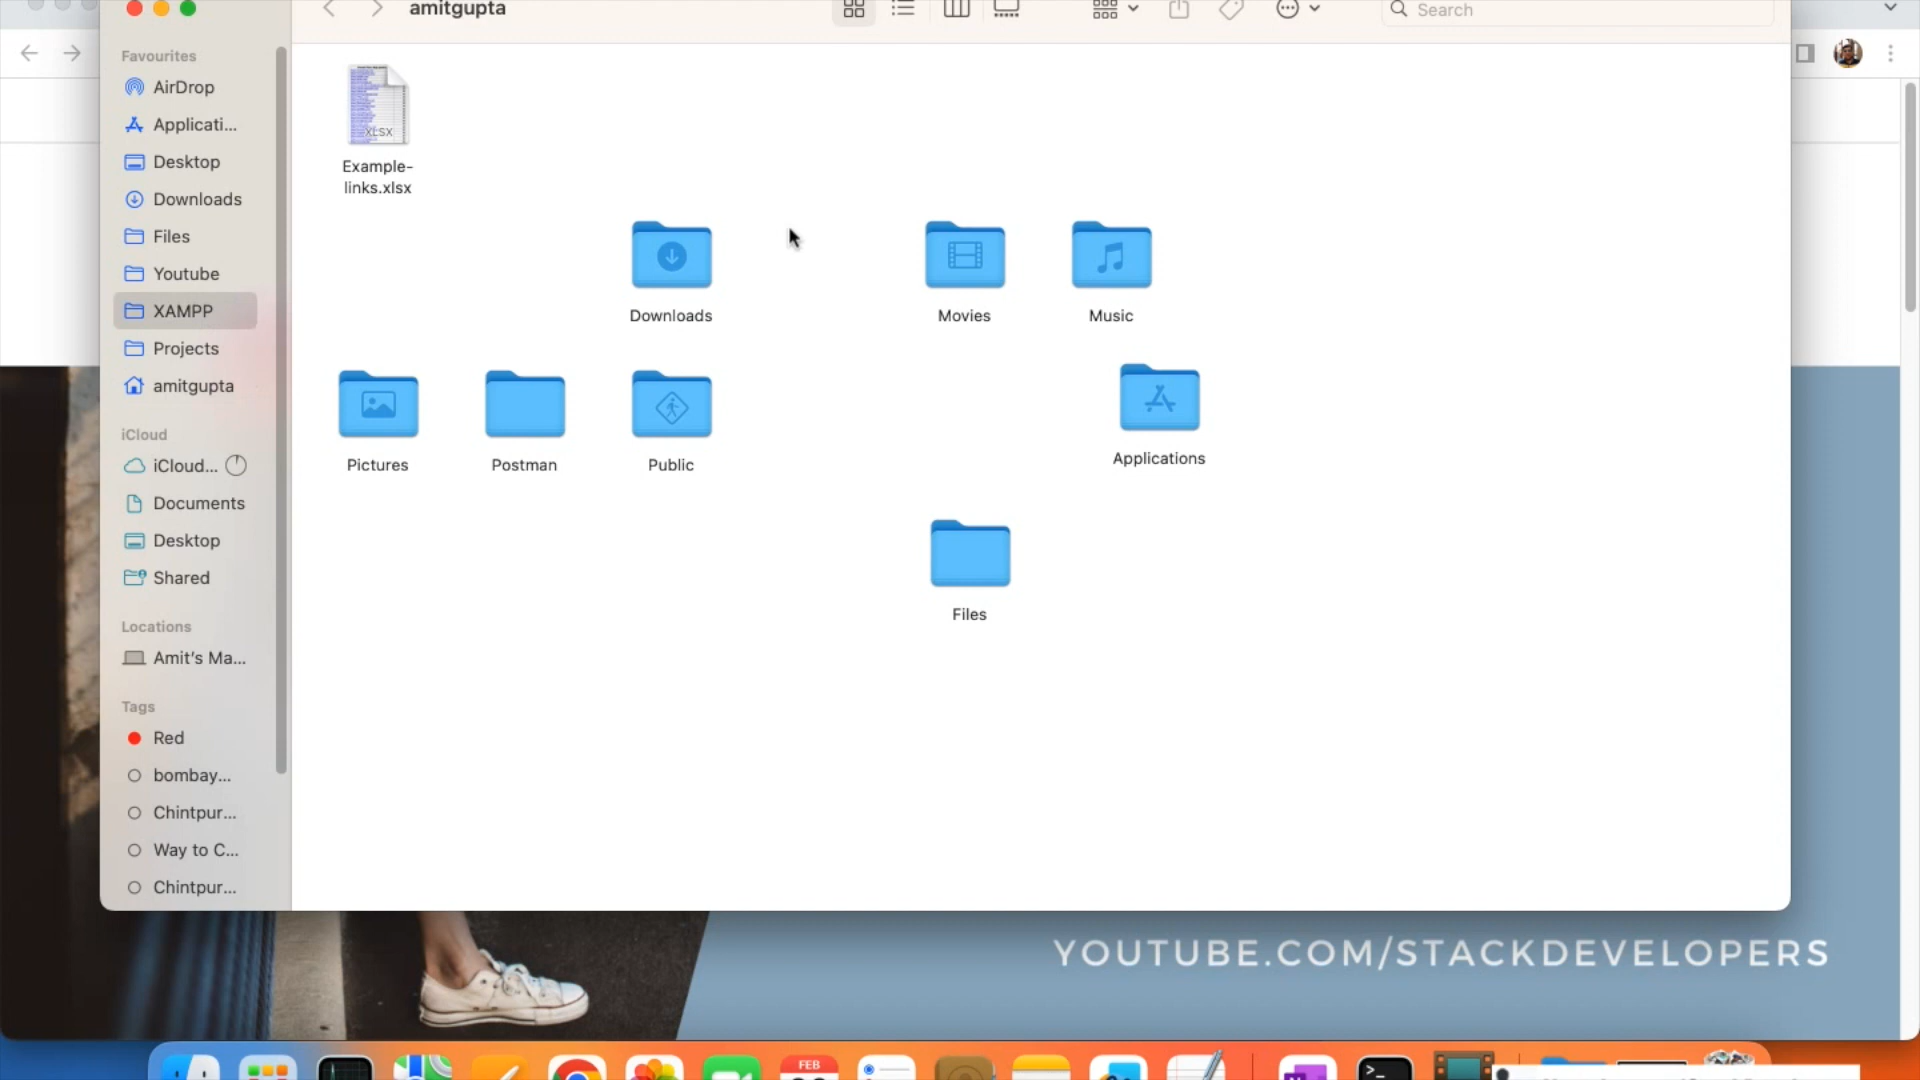 amitgupta
Search
Favourites
AirDrop
Applicati...
Desktop
Downloads
Files
Youtube
XAMPP
Projects
amitgupta
iCloud
iCloud...
Documents
Desktop
Shared
Locations
Amit's Ma...
Tags
Red
bombay...
Chintpur...
Way to C...
Chintpur...
XLSX
Example-
links.xlsx
Downloads
Movies
Music
Pictures
Postman
Public
Applications
Files
YOUTUBE.COM/STACKDEVELOPERS
FEB